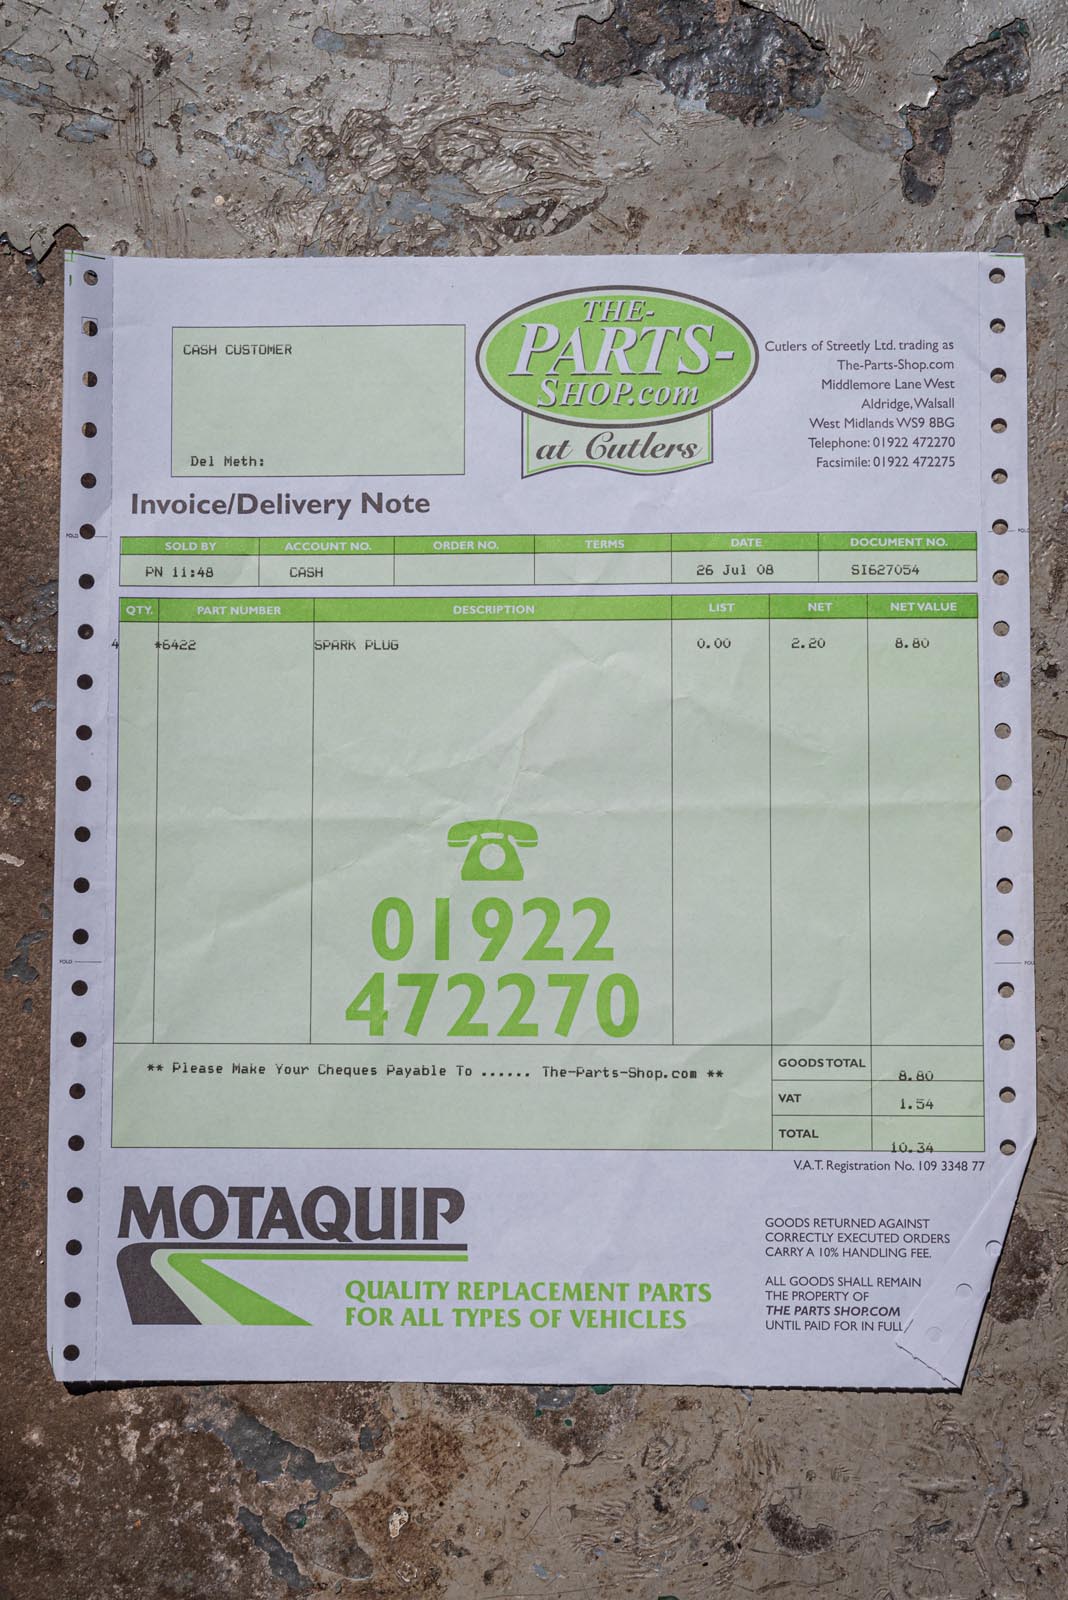 THE-
PARTS-
SHOP.com
at Cutlers
CASH CUSTOMER
Del Meth:
Cutlers of Streetly Ltd. trading as
The-Parts-Shop.com
Middlemore Lane West
Aldridge, Walsall
West Midlands WS9 8BG
Telephone: 01922 472270
Facsimile: 01922 472275
Invoice/Delivery Note
FOLD
FOLD
SOLD BY ACCOUNT NO. ORDER NO. TERMS DATE DOCUMENT NO.
PN 11:48 CASH 26 Jul 08 SI627054
QTY. PART NUMBER DESCRIPTION LIST NET NET VALUE
4 *6422 SPARK PLUG 0.00 2.20 8.80
01922
472270
FOLD
FOLD
** Please Make Your Cheques Payable To ...... The-Parts-Shop.com **
GOODS TOTAL 8.80
VAT 1.54
TOTAL 10.34
V.A.T. Registration No. 109 3348 77
MOTAQUIP
QUALITY REPLACEMENT PARTS
FOR ALL TYPES OF VEHICLES
GOODS RETURNED AGAINST
CORRECTLY EXECUTED ORDERS
CARRY A 10% HANDLING FEE.
ALL GOODS SHALL REMAIN
THE PROPERTY OF
THE PARTS SHOP.COM
UNTIL PAID FOR IN FULL